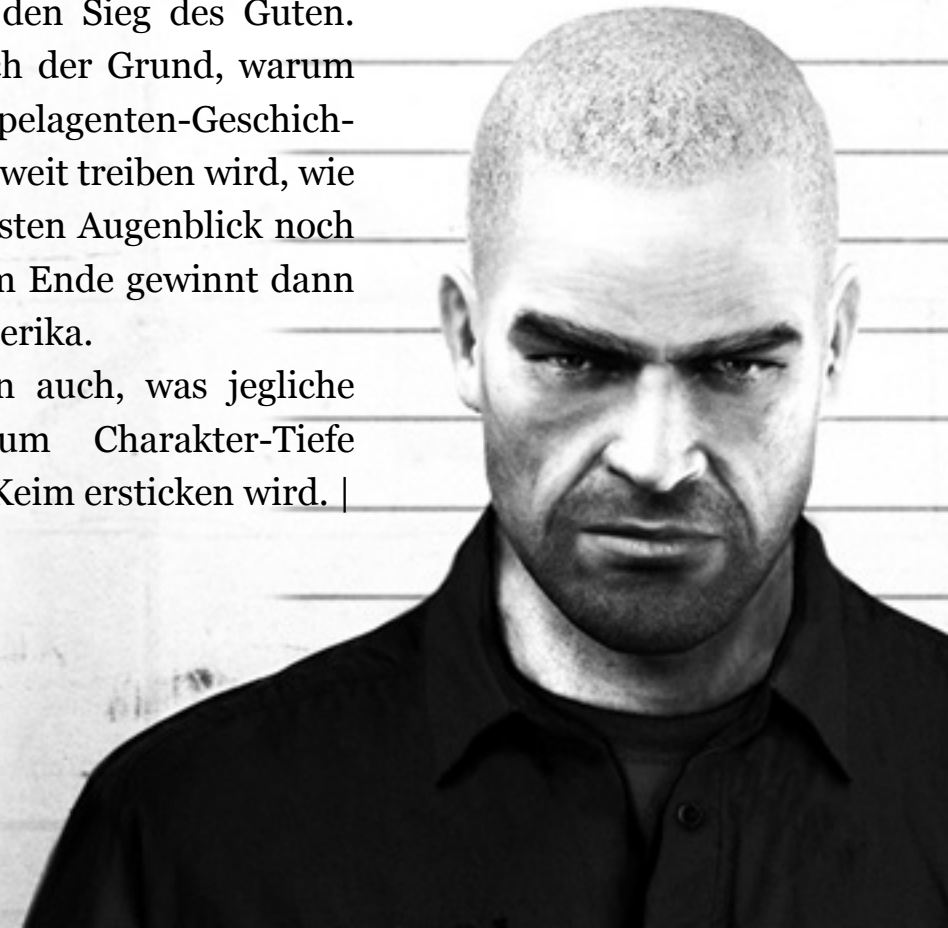 den Sieg des Guten.
ch der Grund, warum
pelagenten-Geschich-
weit treiben wird, wie
sten Augenblick noch
m Ende gewinnt dann
erika.
n auch, was jegliche
um Charakter-Tiefe
Keim ersticken wird. |